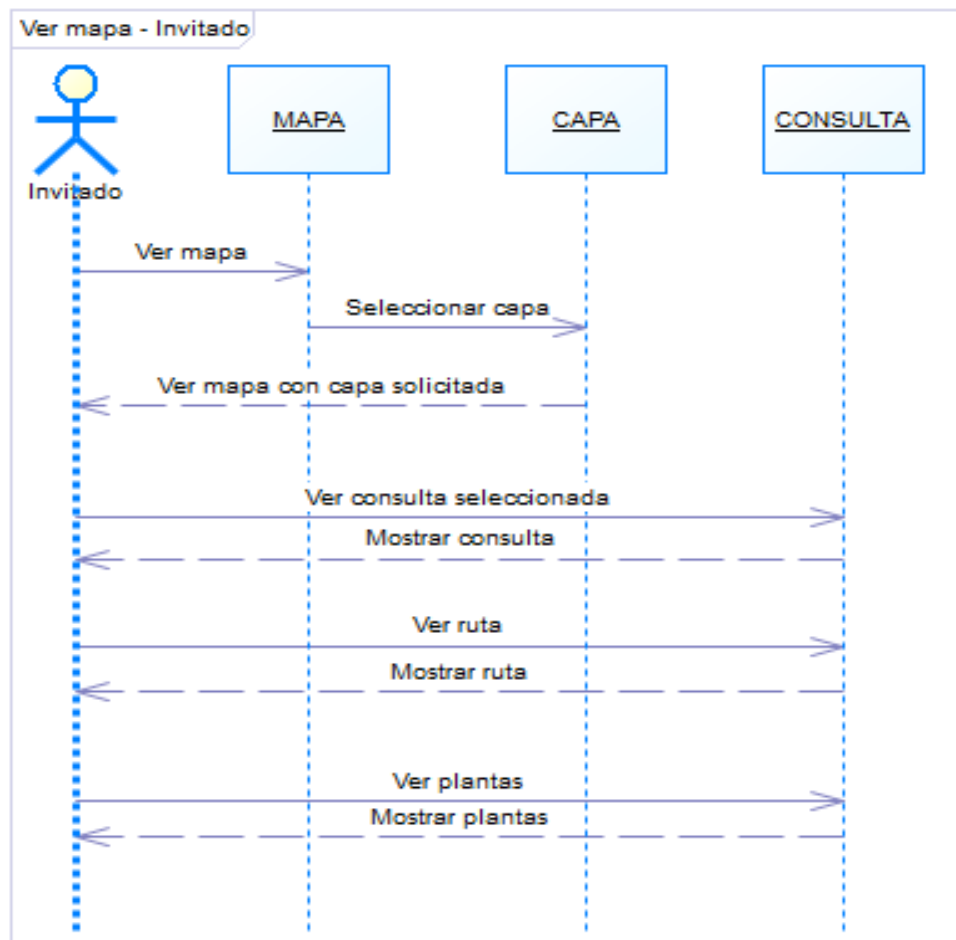 Ver mapa - Invitado
MAPA
CAPA
CONSULTA
Invitado
Ver mapa
Seleccionar capa
Ver mapa con capa solicitada
Ver consulta seleccionada
Mostrar consulta
Ver ruta
Mostrar ruta
Ver plantas
Mostrar plantas